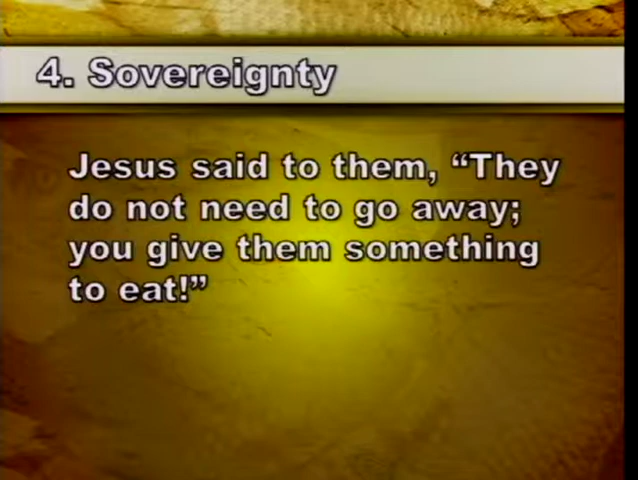 4. Sovereignty
Jesus said to them, “They
do not need to go away;
you give them something
to eat!”